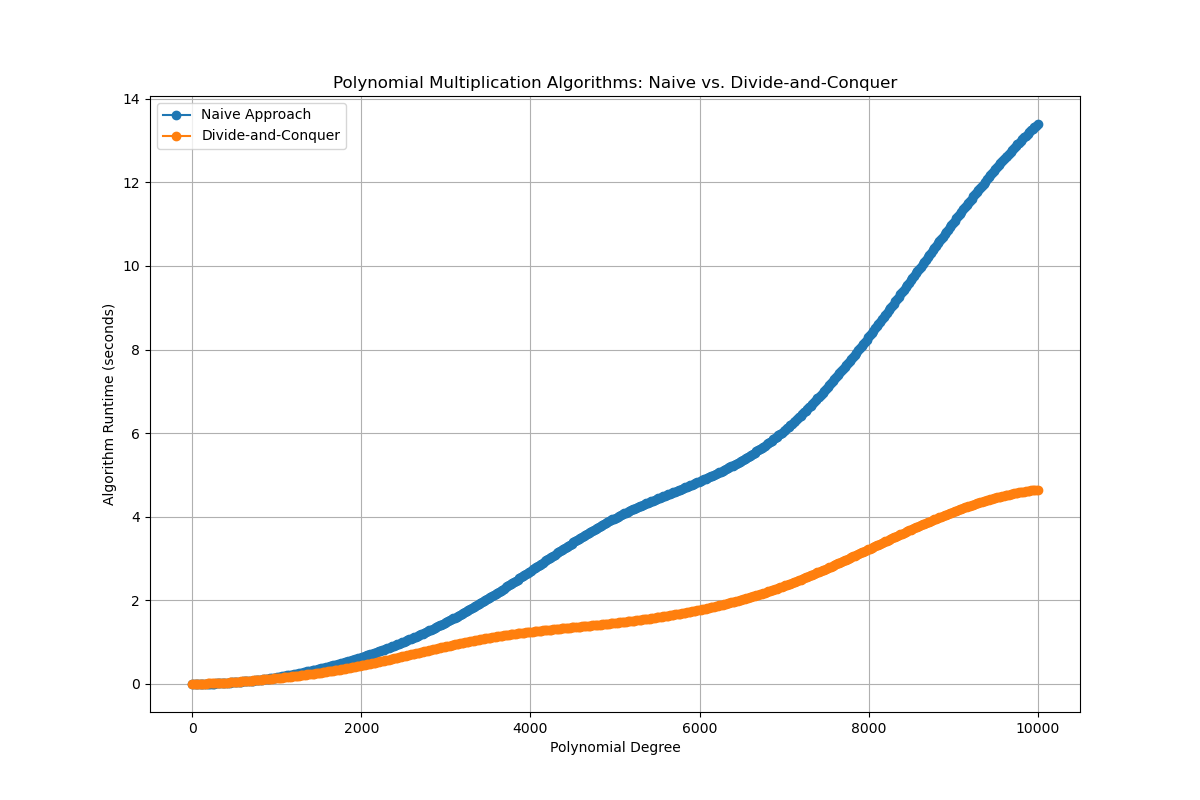 Polynomial Multiplication Algorithms: Naive vs. Divide-and-Conquer
14
12
10
8
6
4
2
0
Algorithm Runtime (seconds)
Naive Approach
Divide-and-Conquer
0 2000 4000 6000 8000 10000
Polynomial Degree